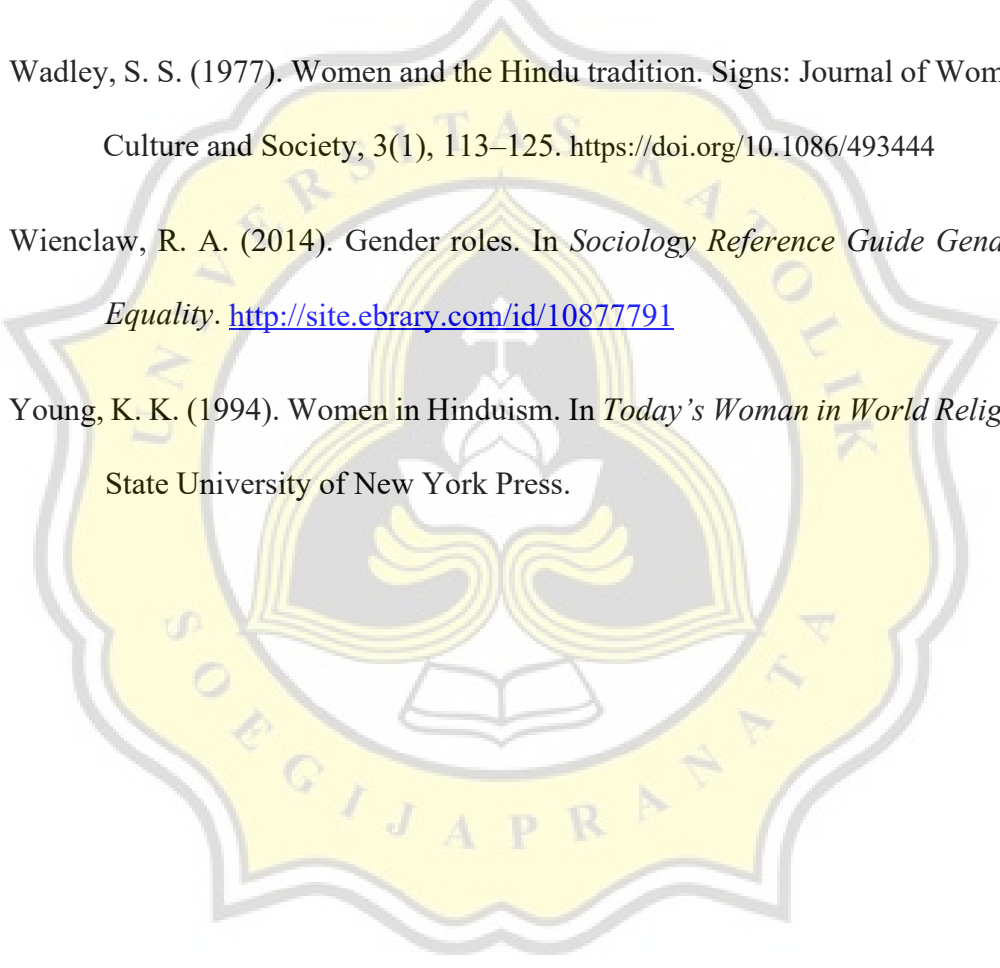 Wadley, S. S. (1977). Women and the Hindu tradition. Signs: Journal of Wom
Culture and Society, 3(1), 113–125. https://doi.org/10.1086/493444
Wienclaw, R. A. (2014). Gender roles. In Sociology Reference Guide Gend
Equality. http://site.ebrary.com/id/10877791
Young, K. K. (1994). Women in Hinduism. In Today’s Woman in World Relig
State University of New York Press.
UNIVERSITAS KATOLIK
SOEGIJAPRANATA